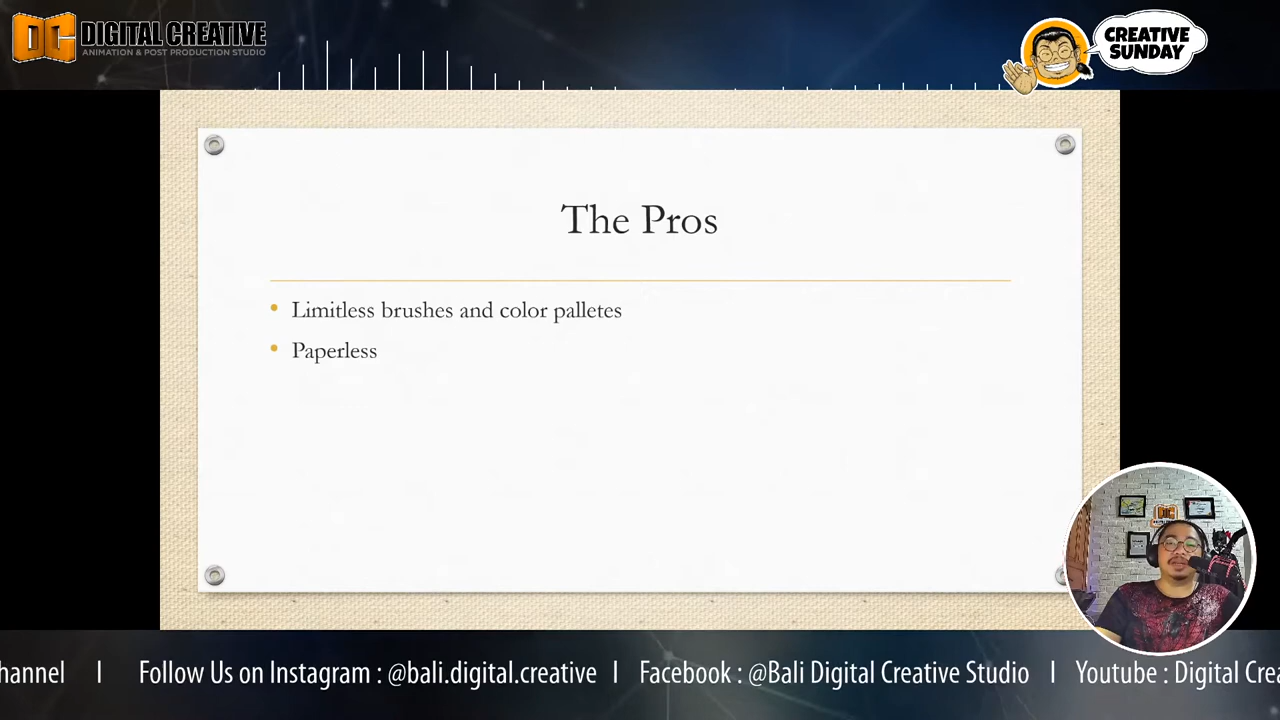 DIGITAL CREATIVE
ANIMATION & POST PRODUCTION STUDIO
CREATIVE
SUNDAY
The Pros
• Limitless brushes and color palletes
• Paperless
hannel I Follow Us on Instagram : @bali.digital.creative I Facebook : @Bali Digital Creative Studio I Youtube : Digital Crea